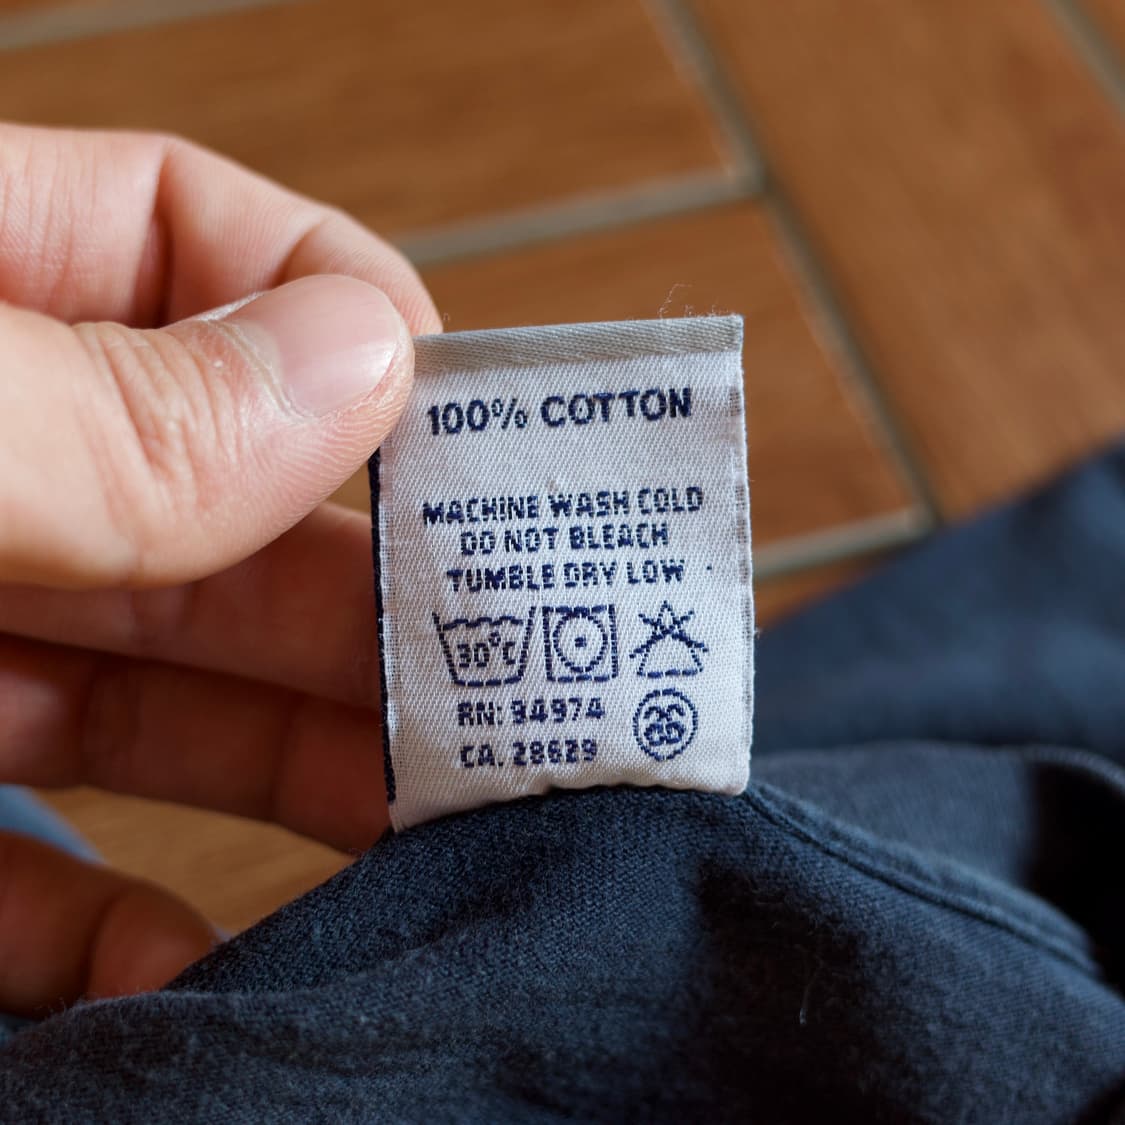 100% COTTON
MACHINE WASH COLD
DO NOT BLEACH
TUMBLE DRY LOW
30°C
RN: 94974
CA. 28629